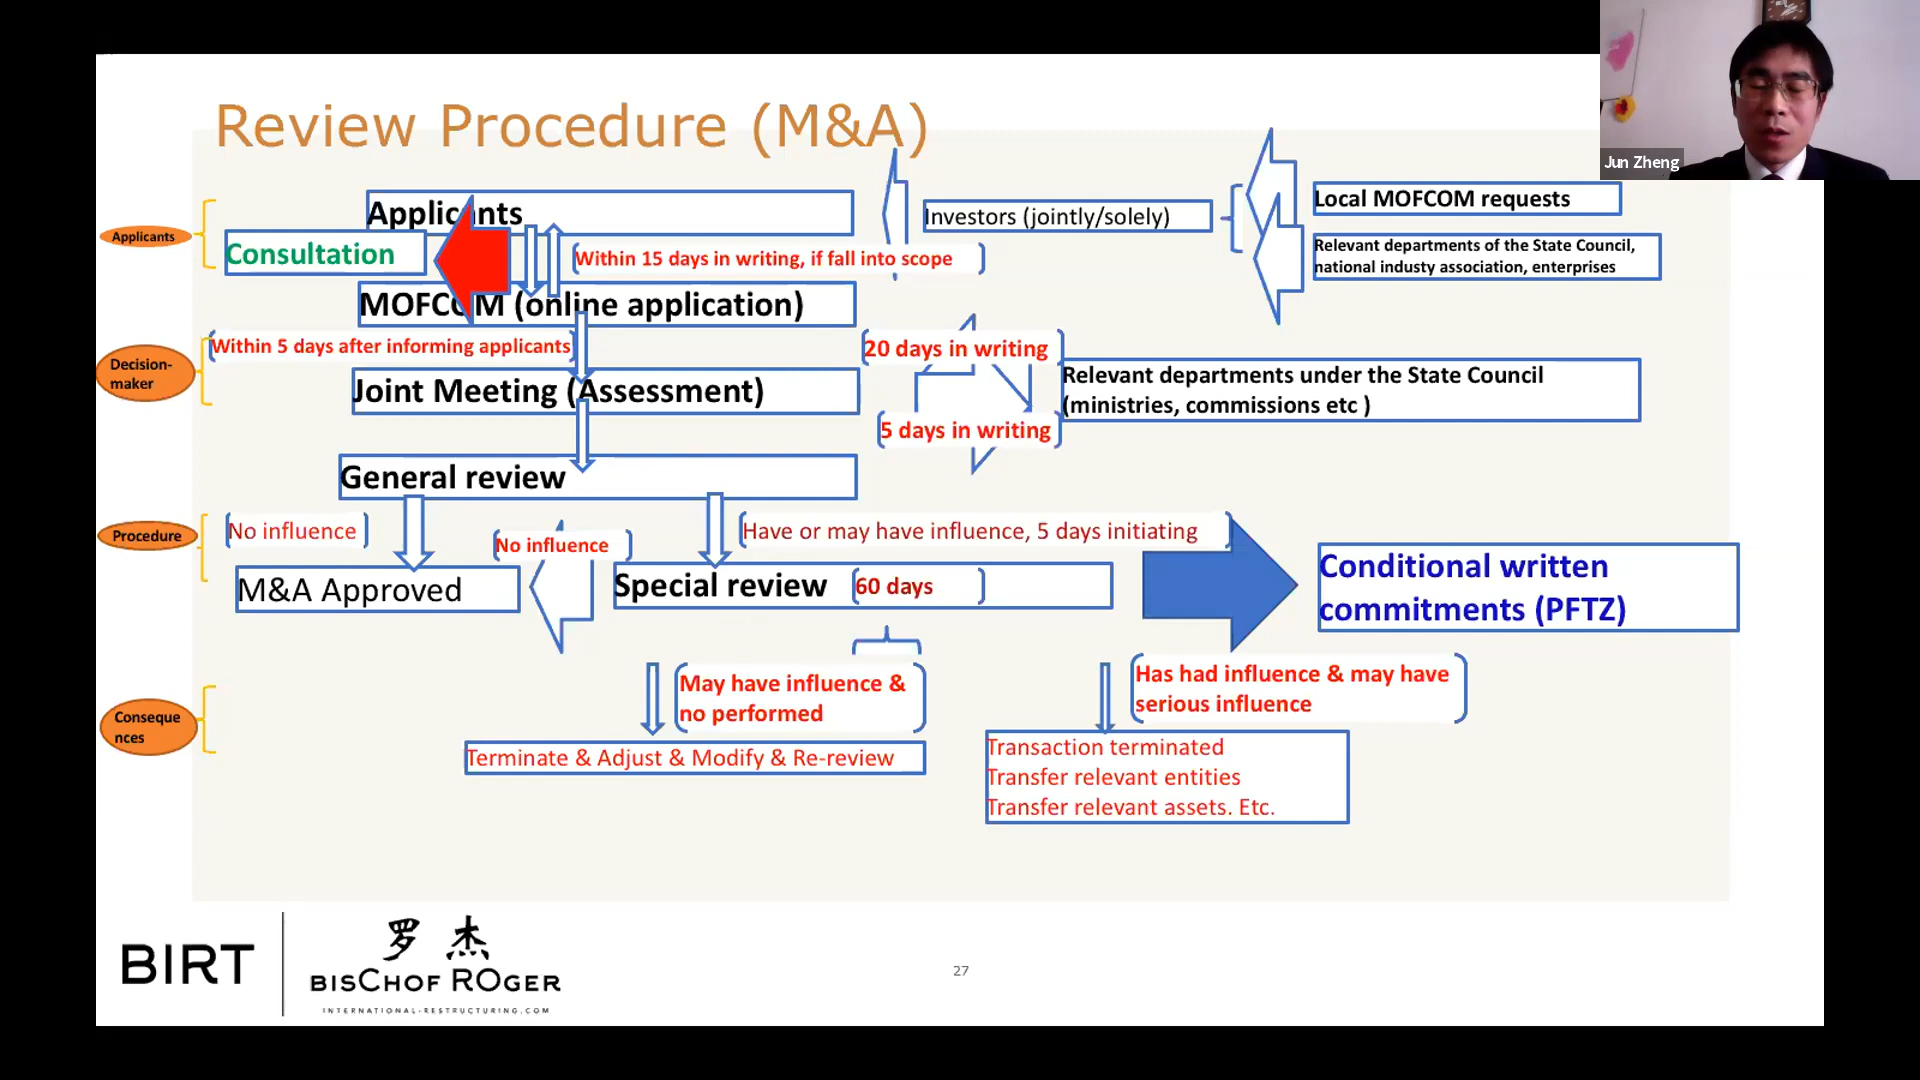 Review Procedure (M&A)
Jun Zheng
Applicants
Applicants
Investors (jointly/solely)
Local MOFCOM requests
Consultation
Within 15 days in writing, if fall into scope
Relevant departments of the State Council,
national industy association, enterprises
MOFCOM (online application)
Within 5 days after informing applicants
20 days in writing
Decision-
maker
Joint Meeting (Assessment)
Relevant departments under the State Council
(ministries, commissions etc )
5 days in writing
General review
Procedure
No influence
No influence
Have or may have influence, 5 days initiating
M&A Approved
Special review
60 days
Conditional written
commitments (PFTZ)
May have influence &
no performed
Has had influence & may have
serious influence
Conseque
nces
Terminate & Adjust & Modify & Re-review
Transaction terminated
Transfer relevant entities
Transfer relevant assets. Etc.
BIRT
罗 杰
BISCHOF ROGER
INTERNATIONAL-RESTRUCTURING.COM
27